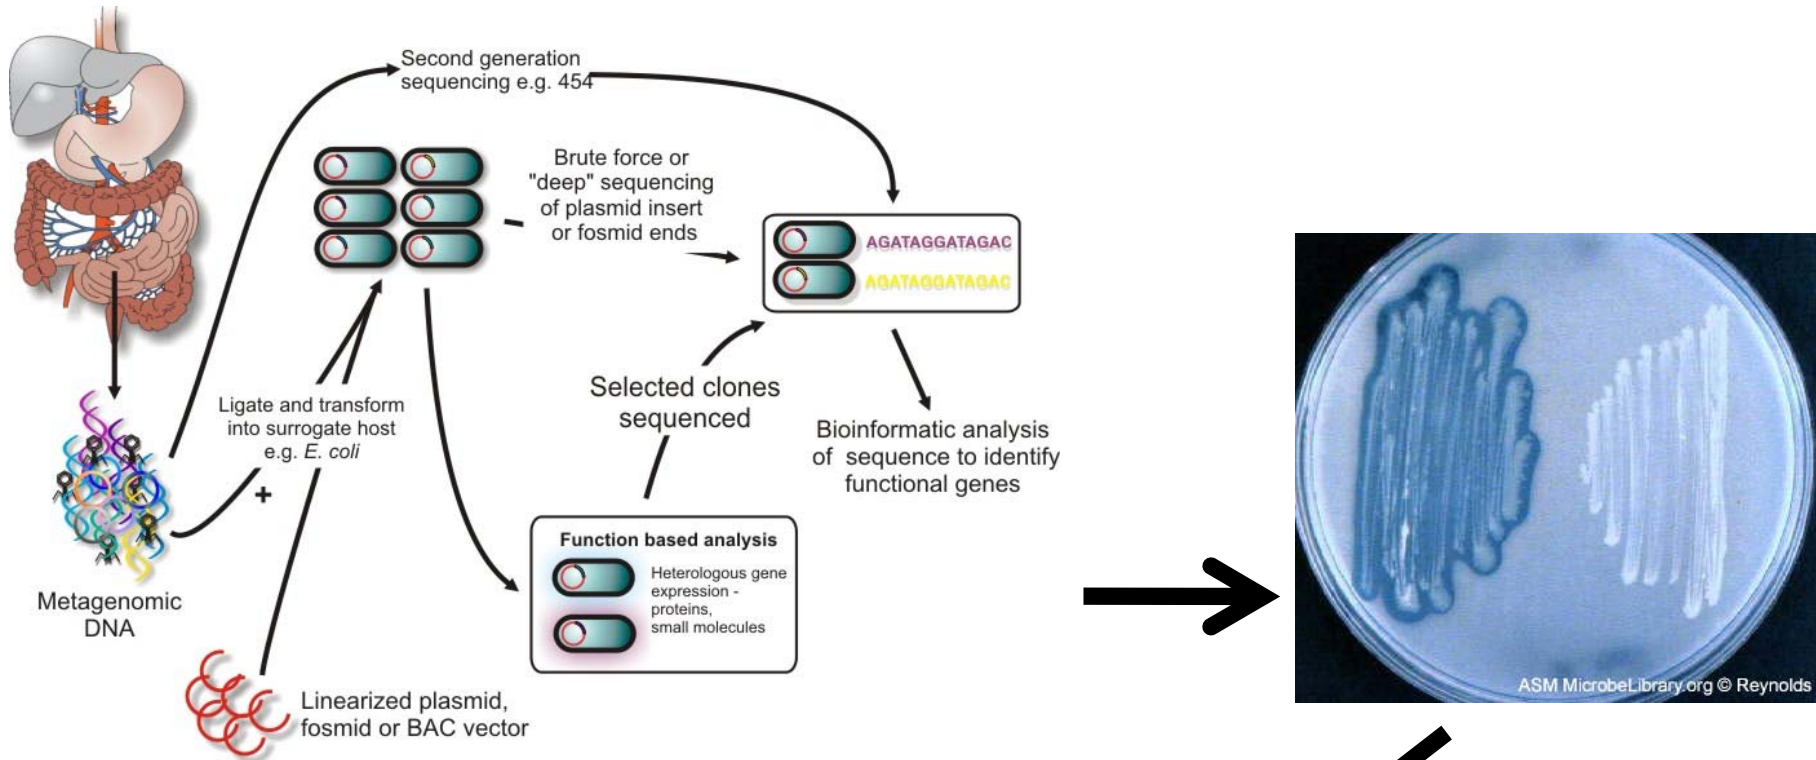 Second generation
sequencing e.g. 454
Brute force or
"deep" sequencing
of plasmid insert
or fosmid ends
AGATAGGATAGAC
AGATAGGATAGAC
Ligate and transform
into surrogate host
e.g. E. coli
+
Selected clones
sequenced
Bioinformatic analysis
of sequence to identify
functional genes
Function based analysis
Heterologous gene
expression -
proteins,
small molecules
Metagenomic
DNA
Linearized plasmid,
fosmid or BAC vector
ASM MicrobeLibrary.org © Reynolds